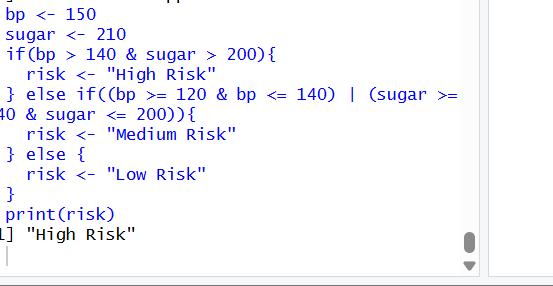 bp <- 150
sugar <- 210
if(bp > 140 & sugar > 200){
risk <- "High Risk"
} else if((bp >= 120 & bp <= 140) | (sugar >=
40 & sugar <= 200)){
risk <- "Medium Risk"
} else {
risk <- "Low Risk"
}
print(risk)
1] "High Risk"